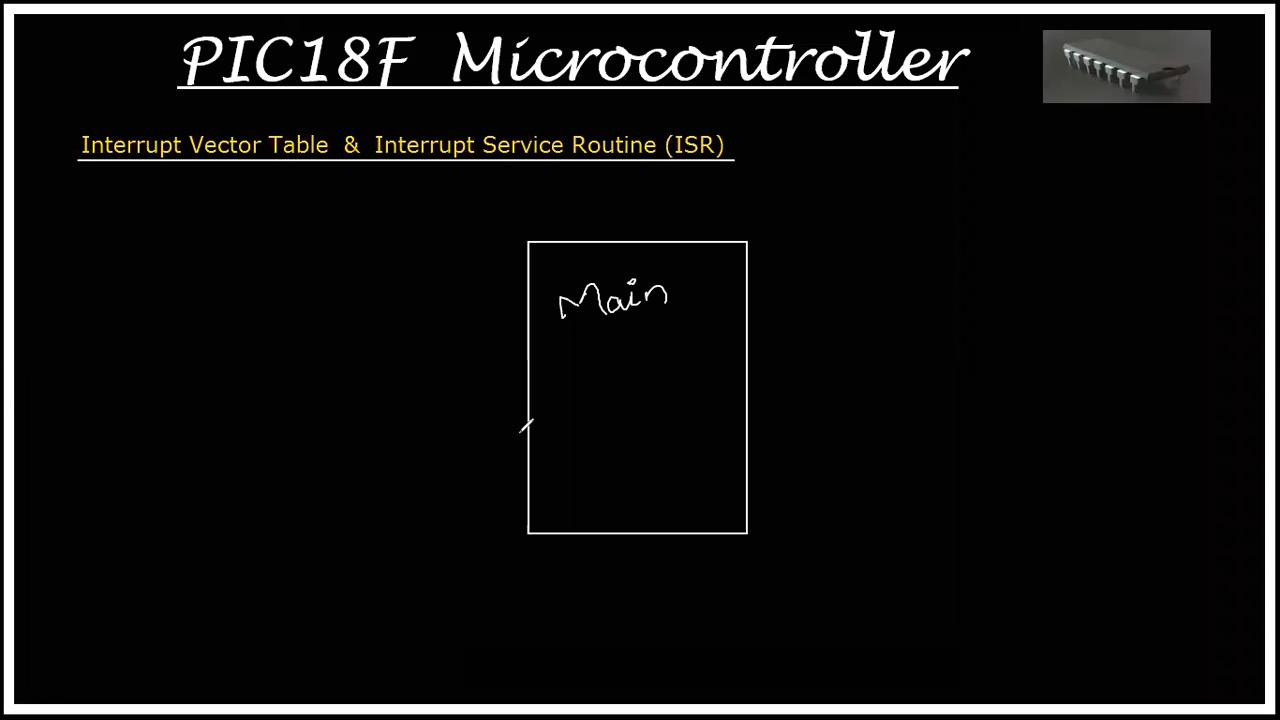 PIC18F Microcontroller
Interrupt Vector Table & Interrupt Service Routine (ISR)
Main